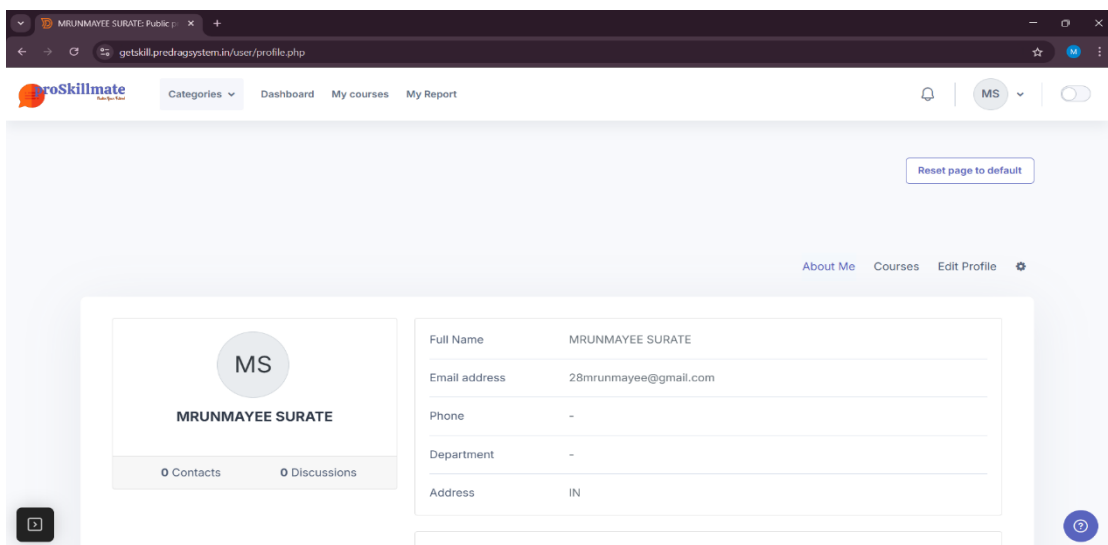 MRUNMAYEE SURATE: Public p
getskill.predragsystem.in/user/profile.php
M
roSkillmate
Categories Dashboard My courses My Report
MS
Reset page to default
About Me Courses Edit Profile
MS
MRUNMAYEE SURATE
0 Contacts 0 Discussions
Full Name MRUNMAYEE SURATE
Email address 28mrunmayee@gmail.com
Phone -
Department -
Address IN